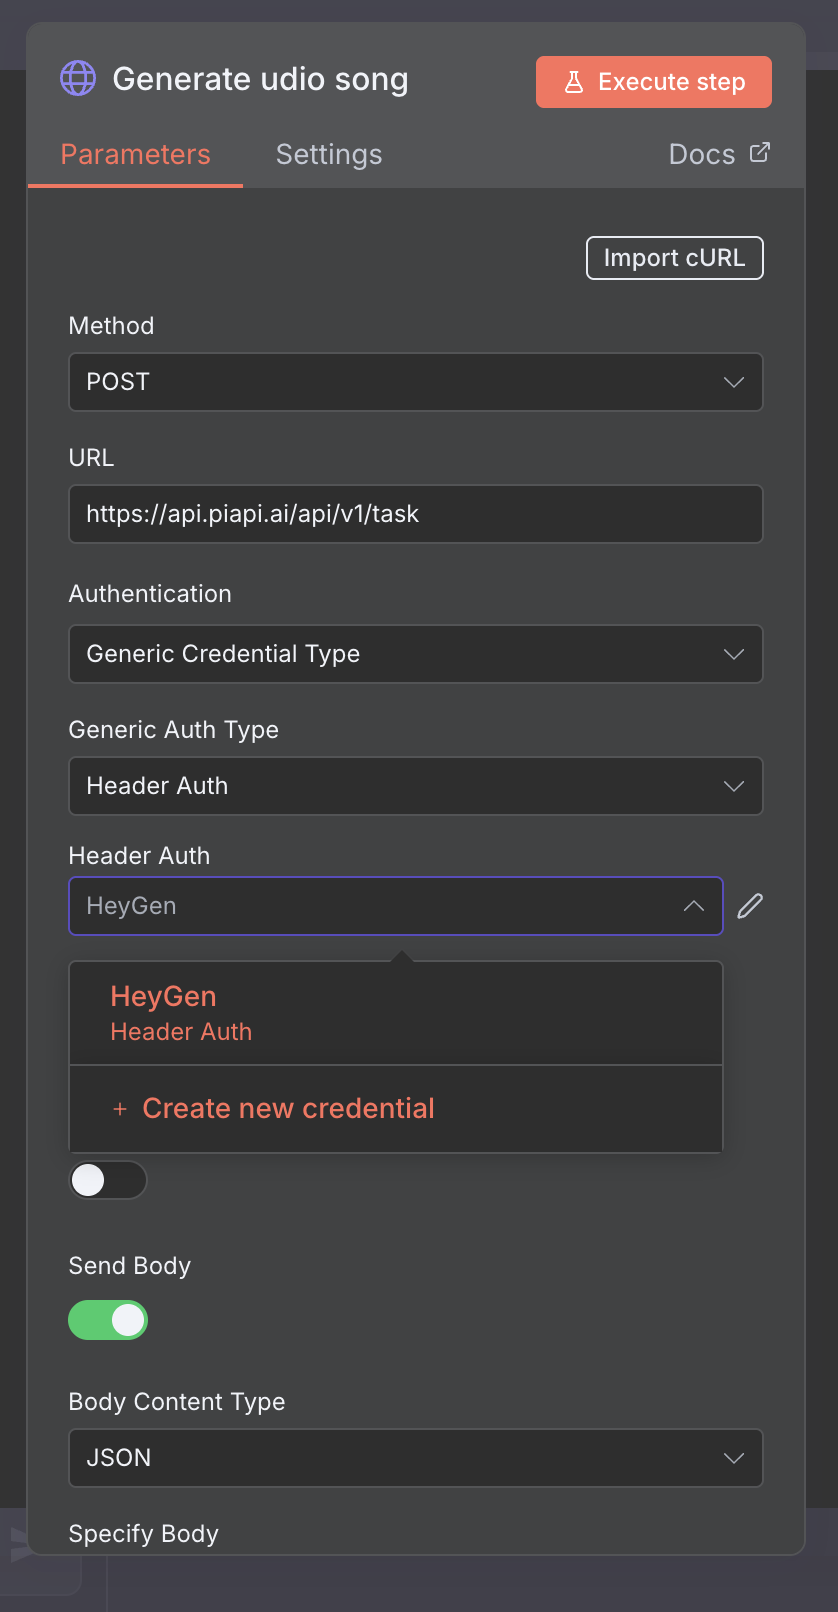 Generate udio song
Execute step
Parameters
Settings
Docs
Import cURL
Method
POST
URL
https://api.piapi.ai/api/v1/task
Authentication
Generic Credential Type
Generic Auth Type
Header Auth
Header Auth
HeyGen
HeyGen
Header Auth
+ Create new credential
Send Body
Body Content Type
JSON
Specify Body